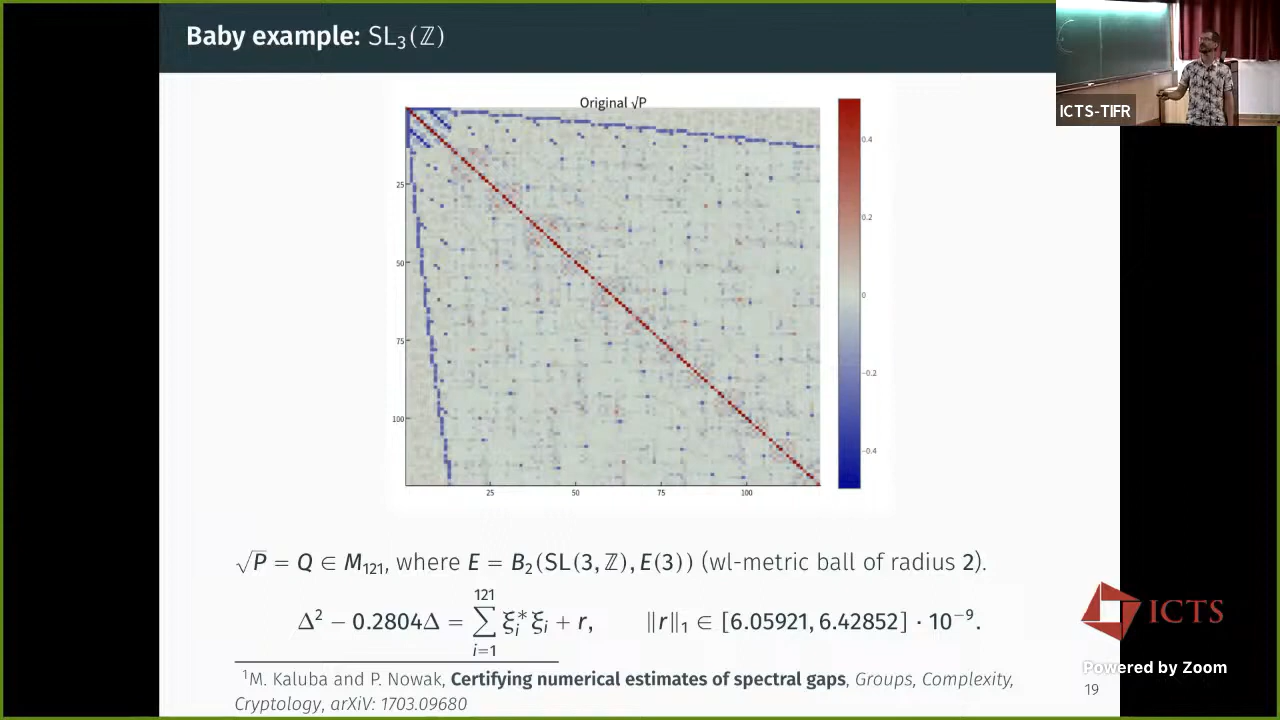 Baby example: SL₃(ℤ)
ICTS-TIFR
Original √P
0.4
0.2
0
−0.2
−0.4
25
50
75
100
25
50
75
100
√P = Q ∈ M₁₂₁, where E = B₂(SL(3, ℤ), E(3)) (wl-metric ball of radius 2).
Δ² − 0.2804Δ = ∑_{i=1}^{121} ξᵢ*ξᵢ + r, ‖r‖₁ ∈ [6.05921, 6.42852] · 10⁻⁹.
¹M. Kaluba and P. Nowak, Certifying numerical estimates of spectral gaps, Groups, Complexity,
Cryptology, arXiv: 1703.09680
ICTS
Powered by Zoom
19